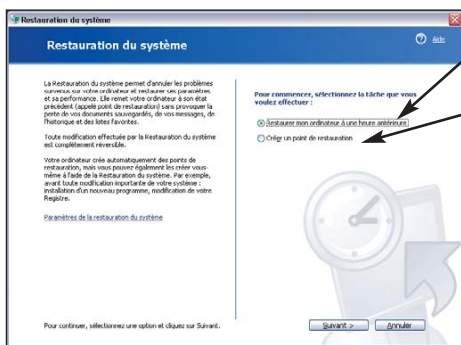 Restauration du système
Restauration du système
Aide
La Restauration du système permet d'annuler les problèmes
survenus sur votre ordinateur et restaurer ses paramètres
et sa performance. Elle remet votre ordinateur à son état
précédent (appelé point de restauration) sans provoquer la
perte de vos documents sauvegardés, de vos messages, de
l'historique et des listes favorites.
Toute modification effectuée par la Restauration du système
est complètement réversible.
Votre ordinateur crée automatiquement des points de
restauration, mais vous pouvez également les créer vous-
même à l'aide de la Restauration du système. Par exemple,
avant toute modification importante de votre système :
installation d'un nouveau programme, modification de votre
Registre.
Paramètres de la restauration du système
Pour commencer, sélectionnez la tâche que vous
voulez effectuer :
Restaurer mon ordinateur à une heure antérieure
Créer un point de restauration
Pour continuer, sélectionnez une option et cliquez sur Suivant.
Suivant >
Annuler